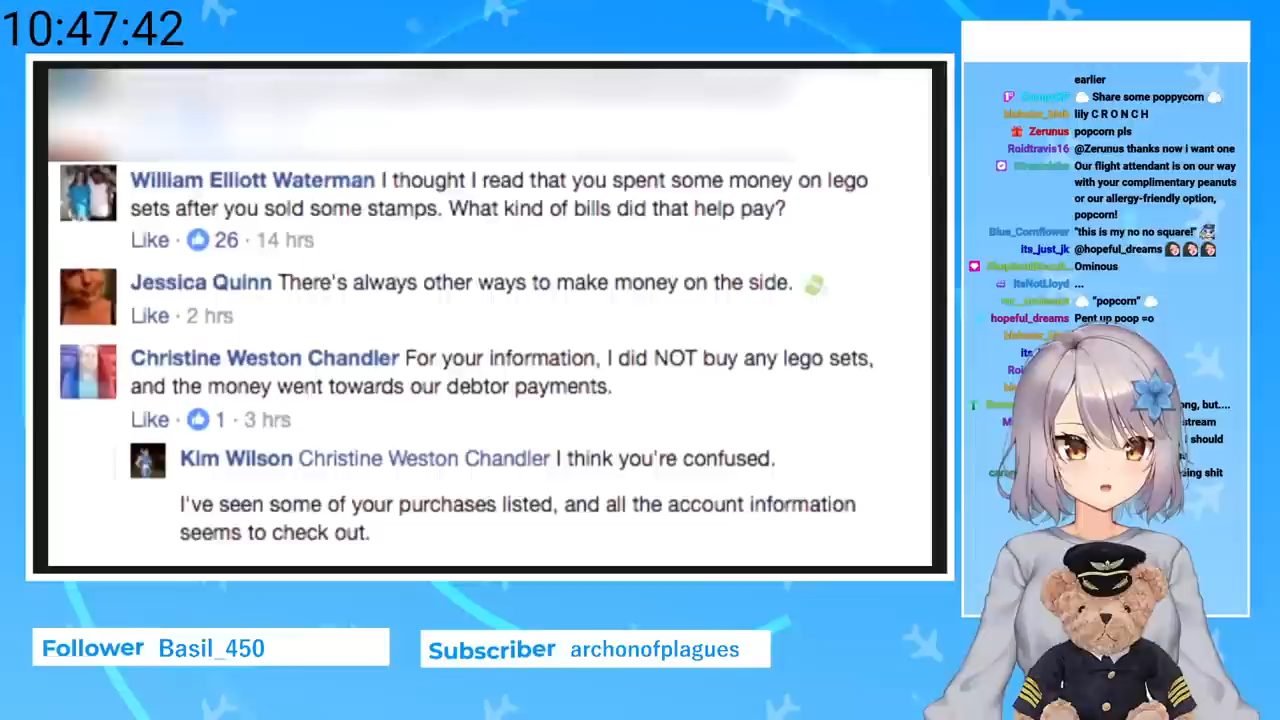 10:47:42
William Elliott Waterman I thought I read that you spent some money on lego
sets after you sold some stamps. What kind of bills did that help pay?
Like · 26 · 14 hrs
Jessica Quinn There's always other ways to make money on the side.
Like · 2 hrs
Christine Weston Chandler For your information, I did NOT buy any lego sets,
and the money went towards our debtor payments.
Like · 1 · 3 hrs
Kim Wilson Christine Weston Chandler I think you're confused.
I've seen some of your purchases listed, and all the account information
seems to check out.
earlier
Share some poppycorn
lily C R O N C H
Zerunus popcorn pls
Roidtravis16 @Zerunus thanks now i want one
Our flight attendant is on our way
with your complimentary peanuts
or our allergy-friendly option,
popcorn!
Blue_Cornflower "this is my no no square!"
its_just_jk @hopeful_dreams
Ominous
ItsNotLloyd ...
"popcorn"
hopeful_dreams Pent up poop =o
ong, but....
stream
should
ing shit
Follower Basil_450
Subscriber archonofplagues